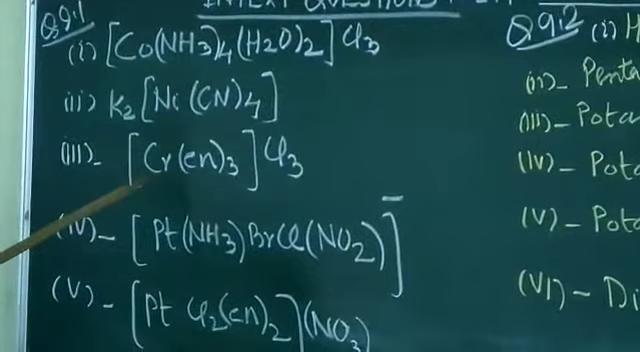 INTEXT QUESTIONS
Q9.1
(i) [Co(NH3)4(H2O)2]Cl3
(ii) K2[Ni(CN)4]
(iii)- [Cr(en)3]Cl3
(iv)- [Pt(NH3)BrCl(NO2)]-
(v)- [PtCl2(en)2](NO3)
Q9.2 (i) H
(ii)- Penta
(iii)- Pota
(iv)- Pota
(v)- Pota
(vi)- Di